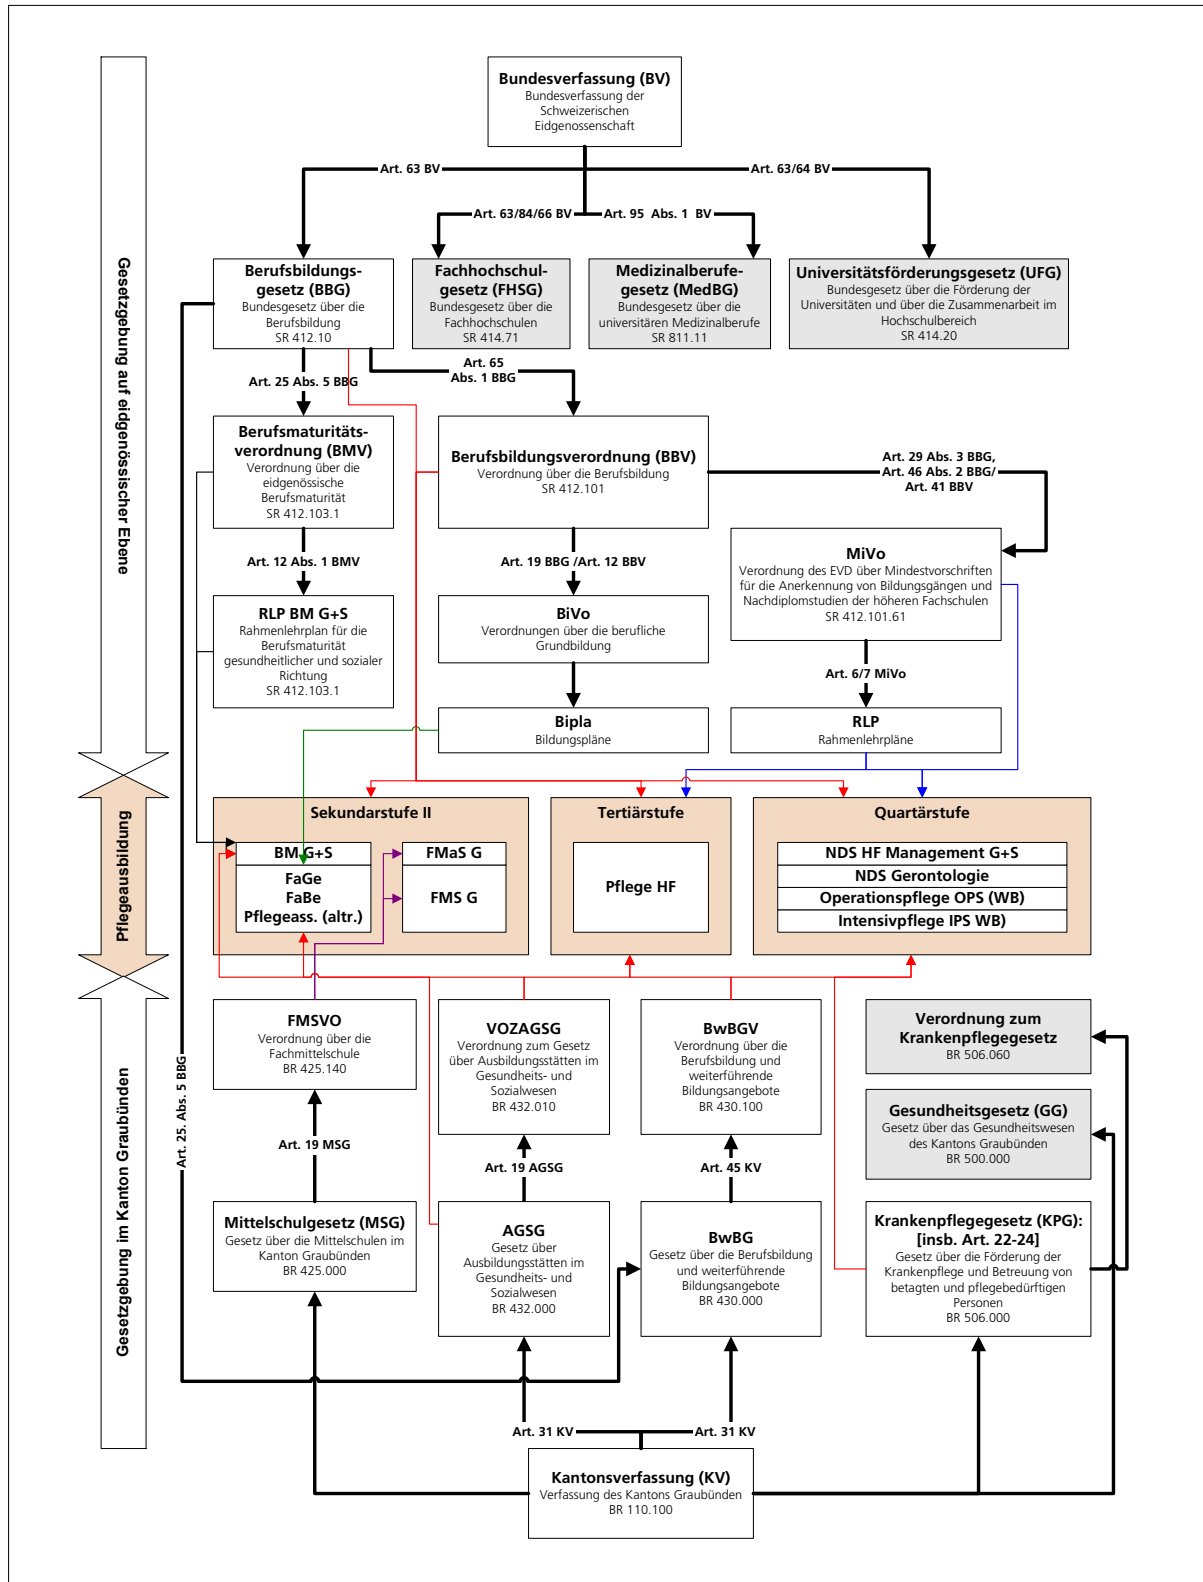 Bundesverfassung (BV)
Bundesverfassung der
Schweizerischen
Eidgenossenschaft
Art. 63 BV
Art. 63/64 BV
Art. 63/84/66 BV
Art. 95 Abs. 1 BV
Gesetzgebung auf eidgenössischer Ebene
Berufsbildungs-
gesetz (BBG)
Bundesgesetz über die
Berufsbildung
SR 412.10
Fachhochschul-
gesetz (FHSG)
Bundesgesetz über die
Fachhochschulen
SR 414.71
Medizinalberufe-
gesetz (MedBG)
Bundesgesetz über die
universitären Medizinalberufe
SR 811.11
Universitätsförderungsgesetz (UFG)
Bundesgesetz über die Förderung der
Universitäten und über die Zusammenarbeit im
Hochschulbereich
SR 414.20
Art. 25 Abs. 5 BBG
Art. 65
Abs. 1 BBG
Berufsmaturitäts-
verordnung (BMV)
Verordnung über die
eidgenössische
Berufsmaturität
SR 412.103.1
Berufsbildungsverordnung (BBV)
Verordnung über die Berufsbildung
SR 412.101
Art. 29 Abs. 3 BBG,
Art. 46 Abs. 2 BBG/
Art. 41 BBV
Art. 12 Abs. 1 BMV
Art. 19 BBG /Art. 12 BBV
MiVo
Verordnung des EVD über Mindestvorschriften
für die Anerkennung von Bildungsgängen und
Nachdiplomstudien der höheren Fachschulen
SR 412.101.61
RLP BM G+S
Rahmenlehrplan für die
Berufsmaturität
gesundheitlicher und sozialer
Richtung
SR 412.103.1
BiVo
Verordnungen über die berufliche
Grundbildung
Art. 6/7 MiVo
Bipla
Bildungspläne
RLP
Rahmenlehrpläne
Pflegeausbildung
Sekundarstufe II
BM G+S
FaGe
FaBe
Pflegeass. (altr.)
FMaS G
FMS G
Tertiärstufe
Pflege HF
Quartärstufe
NDS HF Management G+S
NDS Gerontologie
Operationspflege OPS (WB)
Intensivpflege IPS WB)
Gesetzgebung im Kanton Graubünden
Art. 25. Abs. 5 BBG
FMSVO
Verordnung über die
Fachmittelschule
BR 425.140
VOZAGSG
Verordnung zum Gesetz
über Ausbildungsstätten im
Gesundheits- und
Sozialwesen
BR 432.010
BwBGV
Verordnung über die
Berufsbildung und
weiterführende
Bildungsangebote
BR 430.100
Verordnung zum
Krankenpflegegesetz
BR 506.060
Gesundheitsgesetz (GG)
Gesetz über das Gesundheitswesen
des Kantons Graubünden
BR 500.000
Art. 19 MSG
Art. 19 AGSG
Art. 45 KV
Mittelschulgesetz (MSG)
Gesetz über die Mittelschulen im
Kanton Graubünden
BR 425.000
AGSG
Gesetz über
Ausbildungsstätten im
Gesundheits- und
Sozialwesen
BR 432.000
BwBG
Gesetz über die Berufsbildung
und weiterführende
Bildungsangebote
BR 430.000
Krankenpflegegesetz (KPG):
[insb. Art. 22-24]
Gesetz über die Förderung der
Krankenpflege und Betreuung von
betagten und pflegebedürftigen
Personen
BR 506.000
Art. 31 KV
Art. 31 KV
Kantonsverfassung (KV)
Verfassung des Kantons Graubünden
BR 110.100